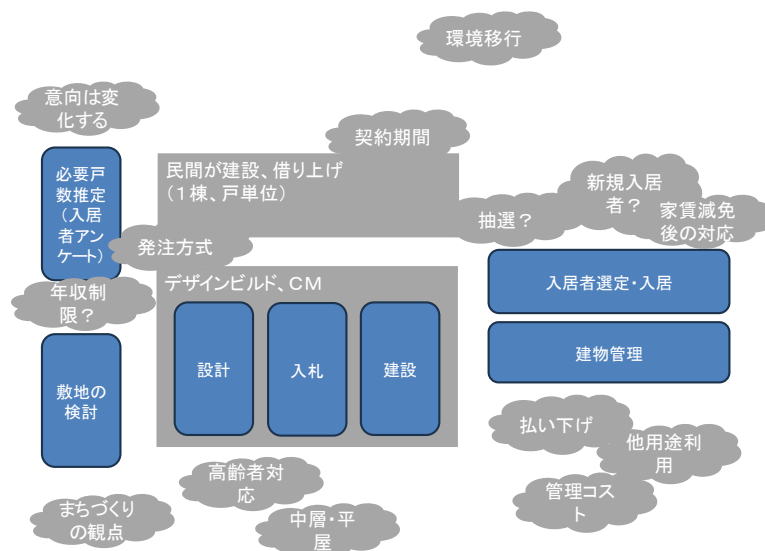 環境移行
意向は変
化する
契約期間
必要戸
数推定
（入居
者アン
ケート）
民間が建設、借り上げ
（１棟、戸単位）
新規入居
者？
抽選？
家賃減免
後の対応
発注方式
年収制
限？
デザインビルド、ＣＭ
設計
入札
建設
入居者選定・入居
建物管理
敷地の
検討
払い下げ
他用途利
用
管理コス
ト
高齢者対
応
まちづくり
の観点
中層・平
屋